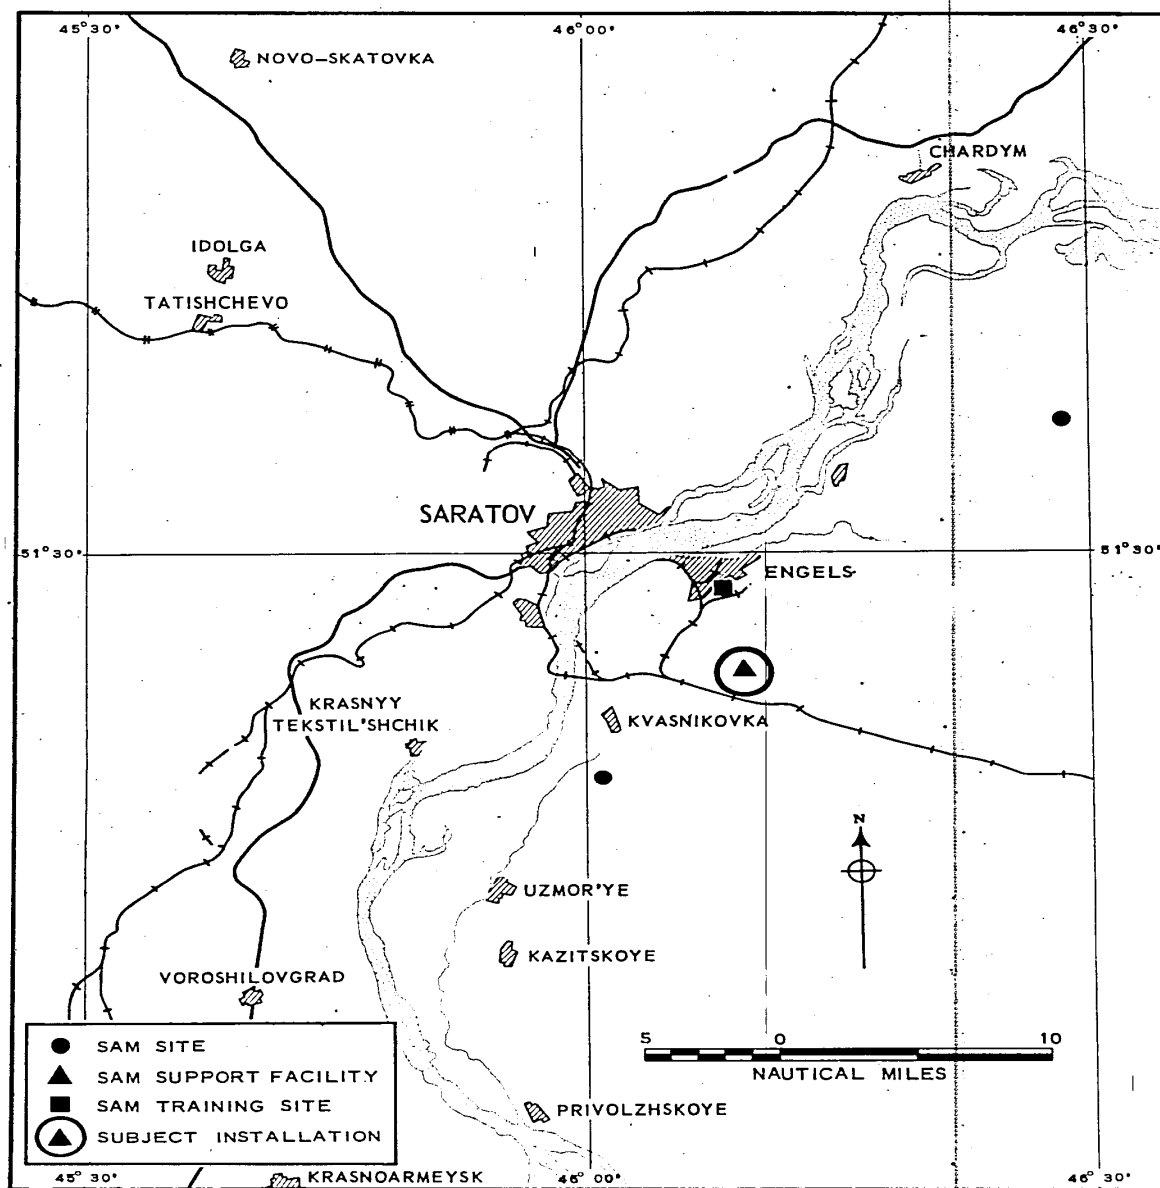 45°30'
46°00'
46°30'
NOVO-SKATOVKA
CHARDYM
IDOLGA
TATISHCHEVO
SARATOV
51°30'
51°30'
ENGELS
KRASNYY
TEKSTIL'SHCHIK
KVASNIKOVKA
N
UZMOR'YE
KAZITSKOYE
VOROSHILOVGRAD
SAM SITE
SAM SUPPORT FACILITY
SAM TRAINING SITE
SUBJECT INSTALLATION
5 0 10
NAUTICAL MILES
PRIVOLZHSKOYE
KRASNOARMEYSK
45°30'
46°00'
46°30'